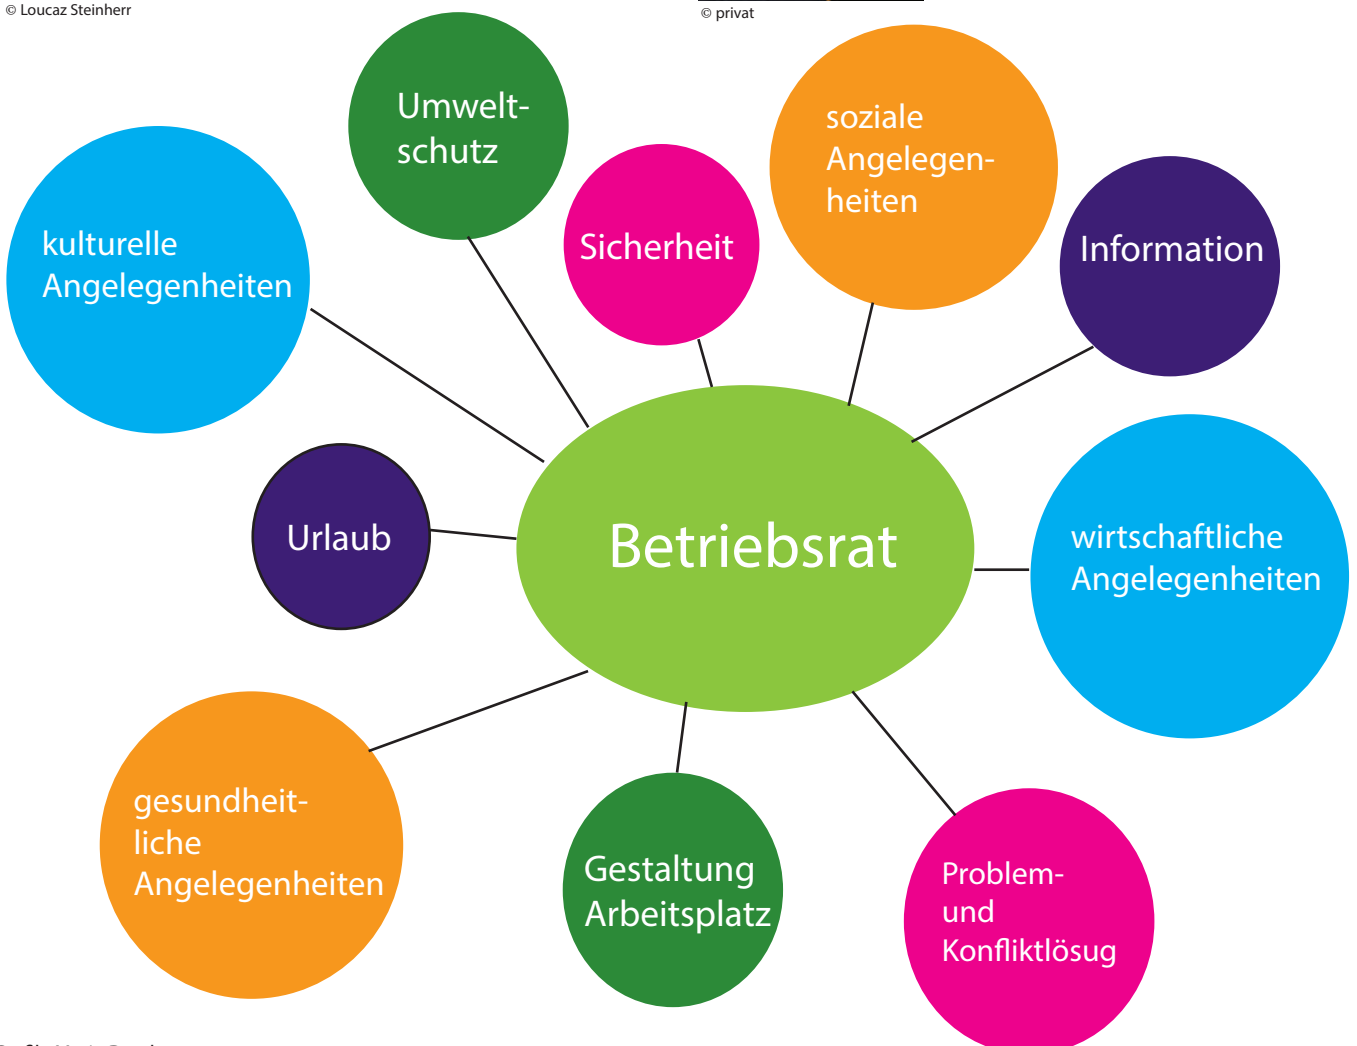 © Loucaz Steinherr
© privat
Umwelt-
schutz
soziale
Angelegen-
heiten
kulturelle
Angelegenheiten
Sicherheit
Information
Urlaub
Betriebsrat
wirtschaftliche
Angelegenheiten
gesundheit-
liche
Angelegenheiten
Gestaltung
Arbeitsplatz
Problem-
und
Konfliktlösug